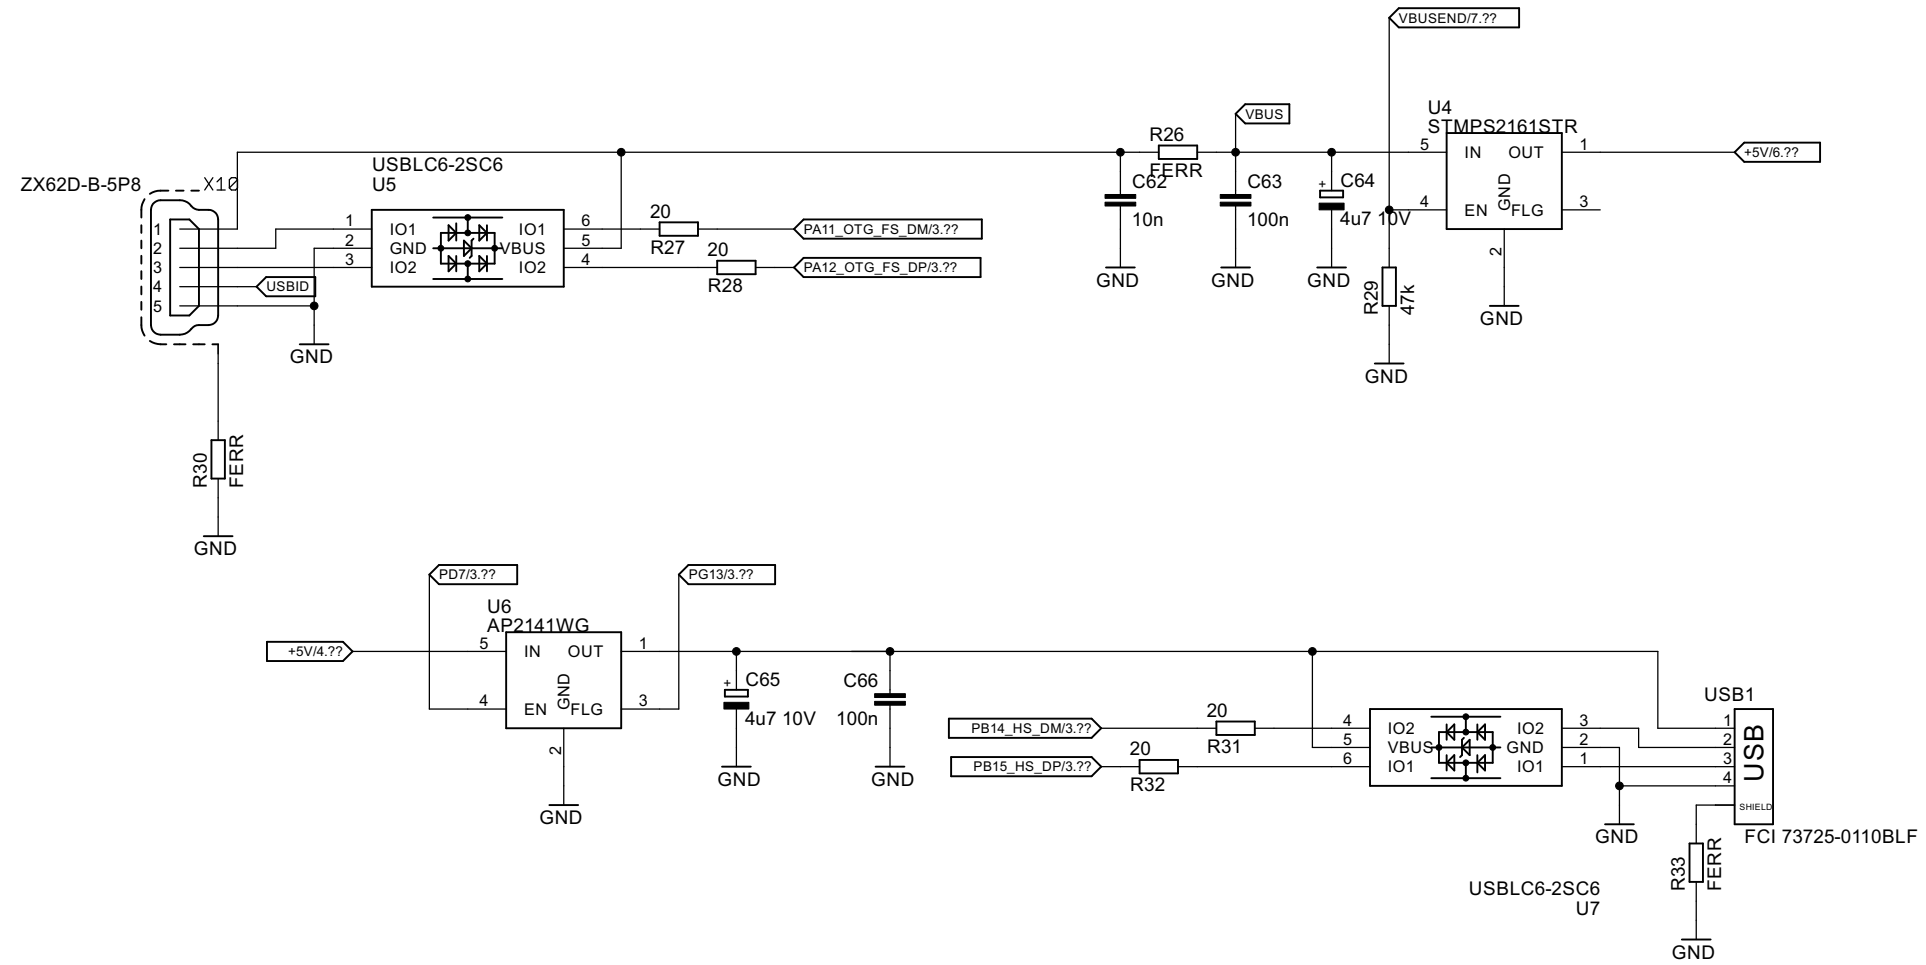 VBUSEND/7.??
VBUS
U4
STMPS2161STR
R26
FERR
5 IN OUT 1
+5V/6.??
GND
4 EN FLG 3
2
GND
C62
10n
GND
C63
100n
GND
+ C64
4u7 10V
GND
R29
47k
GND
USBLC6-2SC6
U5
ZX62D-B-5P8
X10
1
2
3
4
5
USBID
GND
1 IO1 IO1 6
2 GND VBUS 5
3 IO2 IO2 4
20
R27
PA11_OTG_FS_DM/3.??
20
R28
PA12_OTG_FS_DP/3.??
R30
FERR
GND
PD7/3.??
PG13/3.??
U6
AP2141WG
+5V/4.??
5 IN OUT 1
GND
4 EN FLG 3
2
GND
+ C65
4u7 10V
GND
C66
100n
GND
PB14_HS_DM/3.??
20
R31
PB15_HS_DP/3.??
20
R32
4 IO2 IO2 3
5 VBUS GND 2
6 IO1 IO1 1
USB1
1
2
3
4
SHIELD
USB
FCI 73725-0110BLF
GND
R33
FERR
GND
USBLC6-2SC6
U7